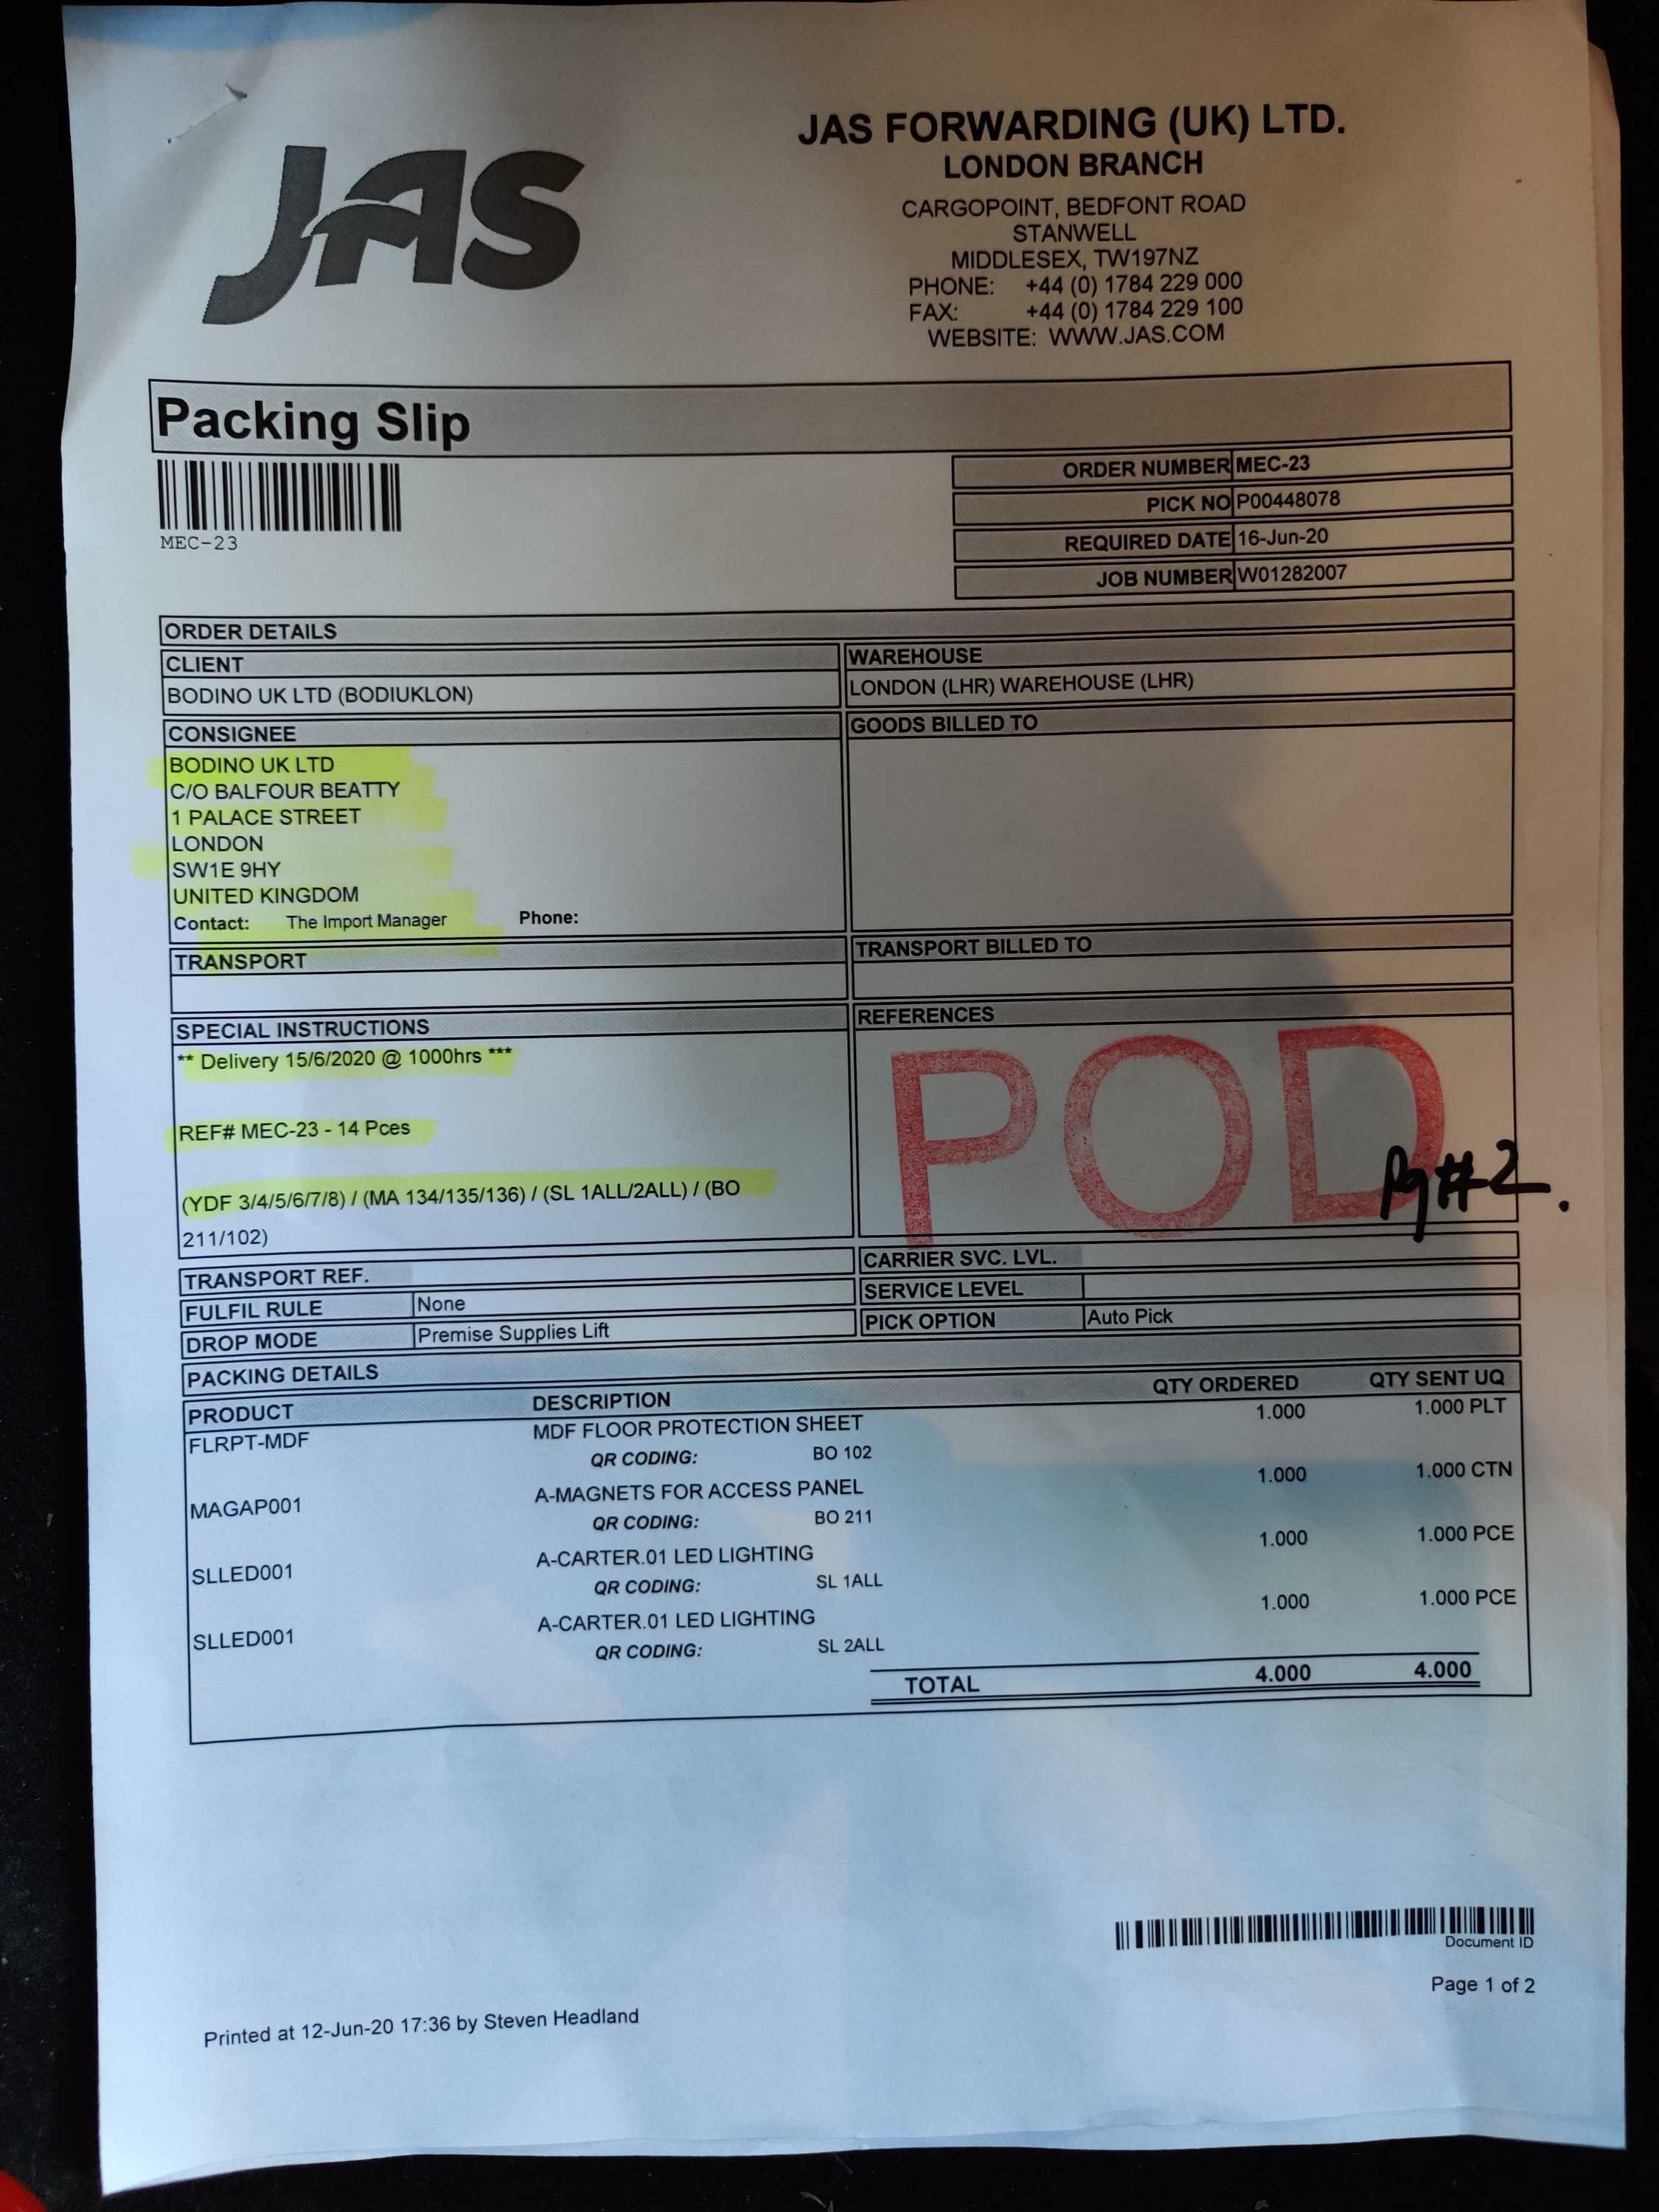 JAS
JAS FORWARDING (UK) LTD.
LONDON BRANCH
CARGOPOINT, BEDFONT ROAD
STANWELL
MIDDLESEX, TW197NZ
PHONE: +44 (0) 1784 229 000
FAX: +44 (0) 1784 229 100
WEBSITE: WWW.JAS.COM
Packing Slip
MEC-23
ORDER NUMBER MEC-23
PICK NO P00448078
REQUIRED DATE 16-Jun-20
JOB NUMBER W01282007
ORDER DETAILS
CLIENT
BODINO UK LTD (BODIUKLON)
WAREHOUSE
LONDON (LHR) WAREHOUSE (LHR)
CONSIGNEE
BODINO UK LTD
C/O BALFOUR BEATTY
1 PALACE STREET
LONDON
SW1E 9HY
UNITED KINGDOM
Contact: The Import Manager Phone:
GOODS BILLED TO
TRANSPORT
TRANSPORT BILLED TO
SPECIAL INSTRUCTIONS
** Delivery 15/6/2020 @ 1000hrs ***
REF# MEC-23 - 14 Pces
(YDF 3/4/5/6/7/8) / (MA 134/135/136) / (SL 1ALL/2ALL) / (BO
211/102)
REFERENCES
POD
Pg#2.
TRANSPORT REF.
CARRIER SVC. LVL.
FULFIL RULE None
SERVICE LEVEL
DROP MODE Premise Supplies Lift
PICK OPTION Auto Pick
PACKING DETAILS
PRODUCT DESCRIPTION QTY ORDERED QTY SENT UQ
FLRPT-MDF MDF FLOOR PROTECTION SHEET 1.000 1.000 PLT
QR CODING: BO 102
MAGAP001 A-MAGNETS FOR ACCESS PANEL 1.000 1.000 CTN
QR CODING: BO 211
SLLED001 A-CARTER.01 LED LIGHTING 1.000 1.000 PCE
QR CODING: SL 1ALL
SLLED001 A-CARTER.01 LED LIGHTING 1.000 1.000 PCE
QR CODING: SL 2ALL
TOTAL 4.000 4.000
Document ID
Page 1 of 2
Printed at 12-Jun-20 17:36 by Steven Headland